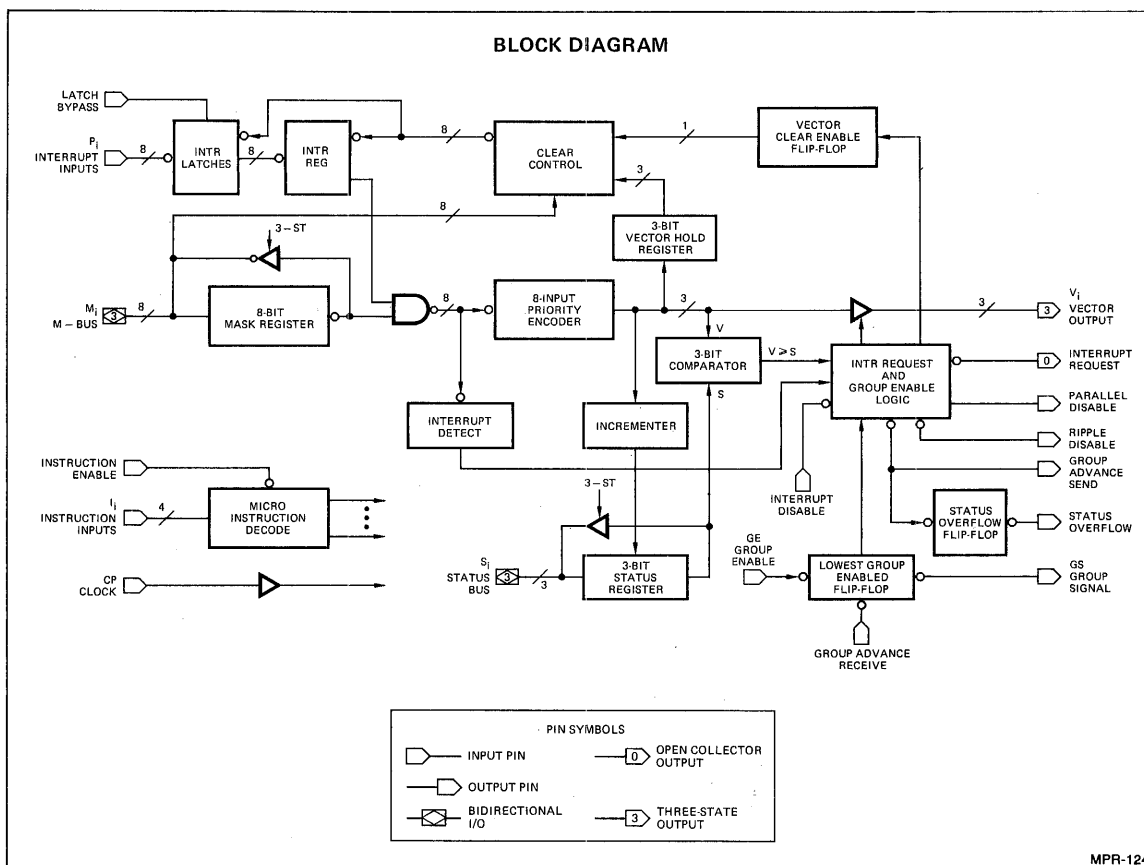 BLOCK DIAGRAM
LATCH
BYPASS
Pi
INTERRUPT
INPUTS
8
INTR
LATCHES
8
INTR
REG
8
CLEAR
CONTROL
1
VECTOR
CLEAR ENABLE
FLIP-FLOP
3
8
3-BIT
VECTOR HOLD
REGISTER
3-ST
Mi
M-BUS
3
8
8-BIT
MASK REGISTER
8
8-INPUT
PRIORITY
ENCODER
3
3
3
Vi
VECTOR
OUTPUT
V
3-BIT
COMPARATOR
V≥S
S
INTR REQUEST
AND
GROUP ENABLE
LOGIC
0
INTERRUPT
REQUEST
PARALLEL
DISABLE
RIPPLE
DISABLE
GROUP
ADVANCE
SEND
INTERRUPT
DETECT
INCREMENTER
INTERRUPT
DISABLE
INSTRUCTION
ENABLE
Ii
INSTRUCTION
INPUTS
4
MICRO
INSTRUCTION
DECODE
3-ST
STATUS
OVERFLOW
FLIP-FLOP
STATUS
OVERFLOW
CP
CLOCK
Si
STATUS
BUS
3
3
3-BIT
STATUS
REGISTER
GE
GROUP
ENABLE
LOWEST GROUP
ENABLED
FLIP-FLOP
GS
GROUP
SIGNAL
GROUP ADVANCE
RECEIVE
PIN SYMBOLS
INPUT PIN
0 OPEN COLLECTOR
OUTPUT
OUTPUT PIN
BIDIRECTIONAL
I/O
3 THREE-STATE
OUTPUT
MPR-124